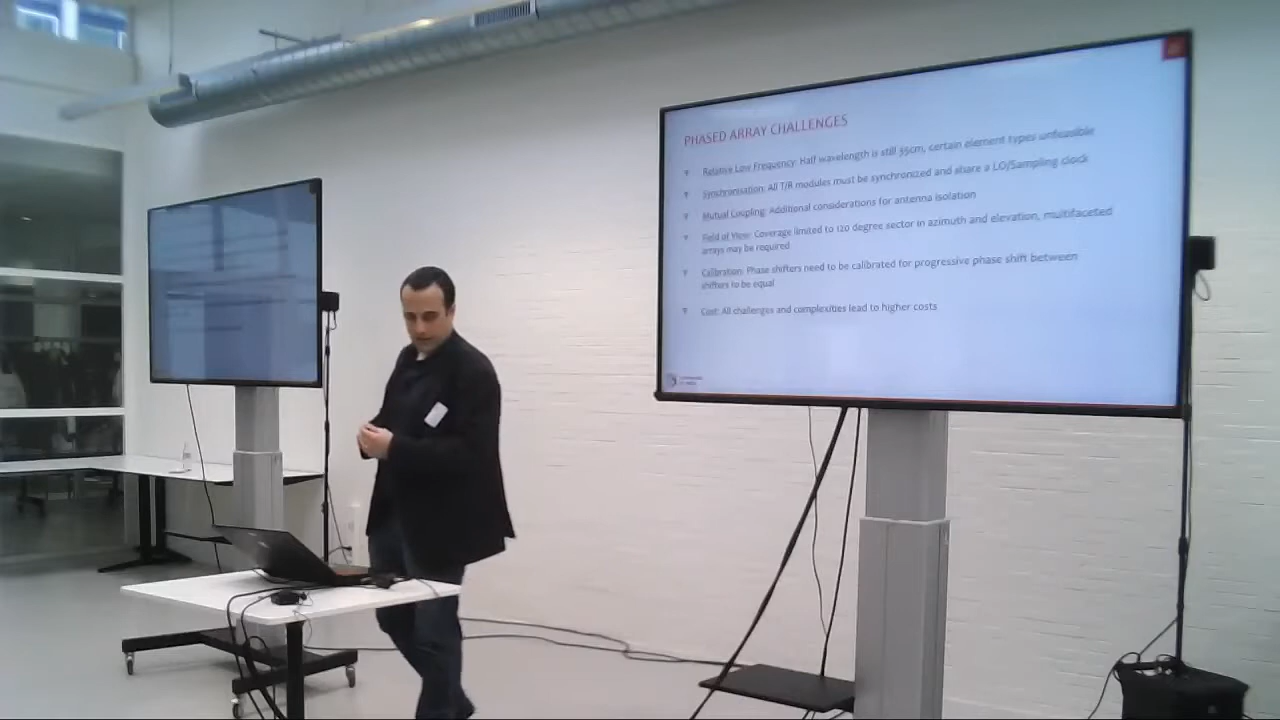 PHASED ARRAY CHALLENGES
Relative Low Frequency: Half wavelength is still 35cm, certain element types unfeasible
Synchronisation: All T/R modules must be synchronized and share a LO/Sampling clock
Mutual Coupling: Additional considerations for antenna isolation
Field of View: Coverage limited to 120 degree sector in azimuth and elevation, multifaceted
arrays may be required
Calibration: Phase shifters need to be calibrated for progressive phase shift between
shifters to be equal
Cost: All challenges and complexities lead to higher costs